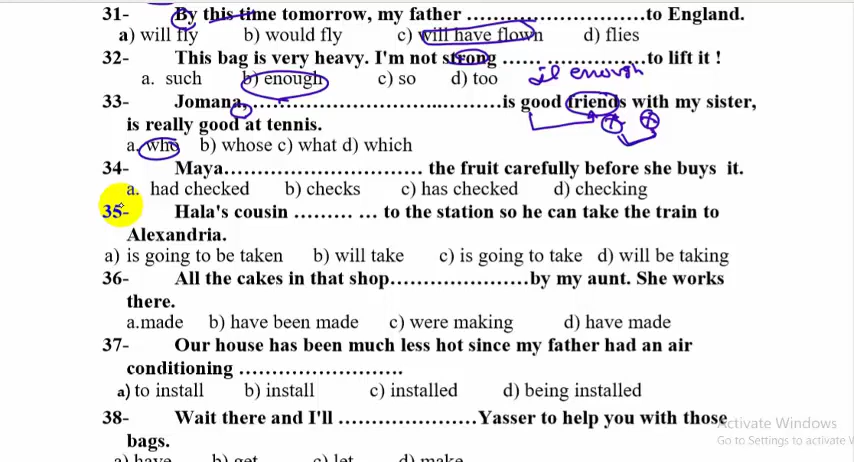 31- By this time tomorrow, my father ........................to England.
a) will fly b) would fly c) will have flown d) flies
32- This bag is very heavy. I'm not strong ........................to lift it !
a. such b) enough c) so d) too
enough
33- Jomana,..........................................is good friends with my sister,
is really good at tennis.
a. who b) whose c) what d) which
34- Maya............................. the fruit carefully before she buys it.
a. had checked b) checks c) has checked d) checking
35- Hala's cousin ......... ... to the station so he can take the train to
Alexandria.
a) is going to be taken b) will take c) is going to take d) will be taking
36- All the cakes in that shop.....................by my aunt. She works
there.
a.made b) have been made c) were making d) have made
37- Our house has been much less hot since my father had an air
conditioning .........................
a) to install b) install c) installed d) being installed
38- Wait there and I'll .....................Yasser to help you with those
bags.
a) have b) get c) let d) make
Activate Windows
Go to Settings to activate